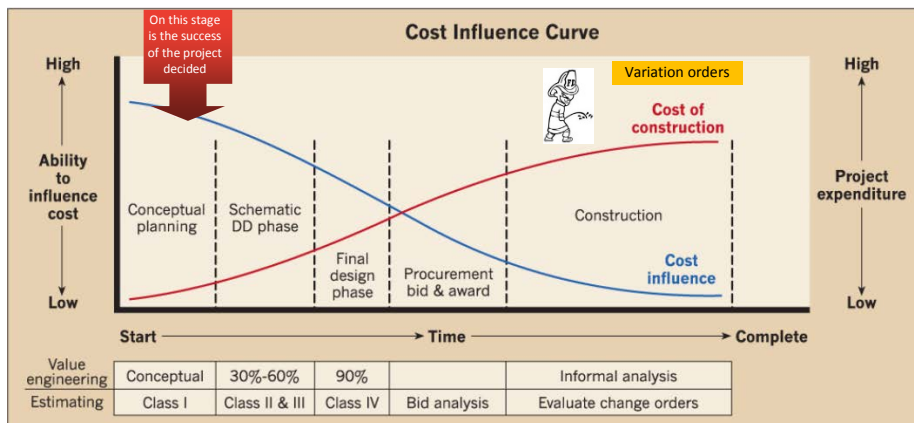 On this stage
is the success
of the project
decided
Cost Influence Curve
High
Ability
to
influence
cost
Low
Variation orders
Cost of
construction
High
Project
expenditure
Low
Conceptual
planning
Schematic
DD phase
Final
design
phase
Procurement
bid & award
Construction
Cost
influence
Start
Time
Complete
Value
engineering
Conceptual
30%-60%
90%
Informal analysis
Estimating
Class I
Class II & III
Class IV
Bid analysis
Evaluate change orders